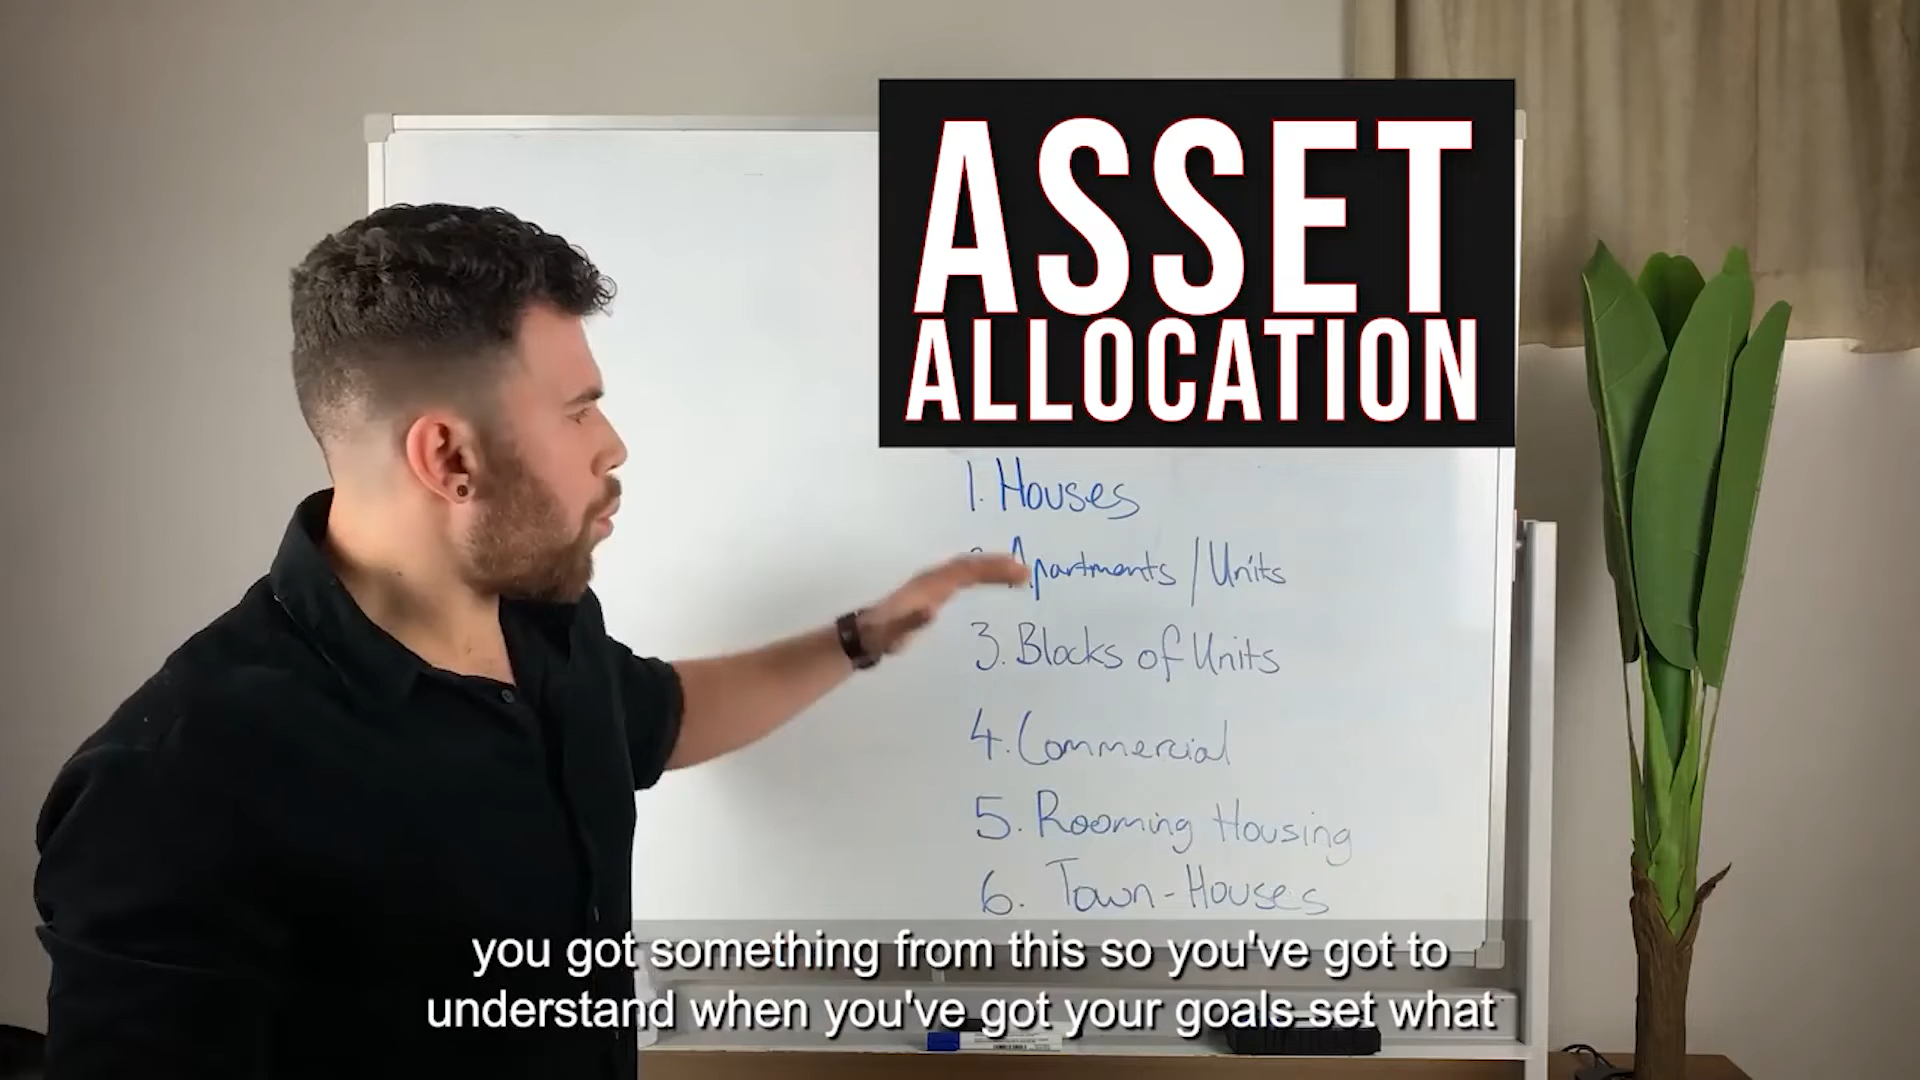 ASSET
ALLOCATION
1. Houses
2. Apartments / Units
3. Blocks of Units
4. Commercial
5. Rooming Housing
6. Town-Houses
you got something from this so you've got to
understand when you've got your goals set what